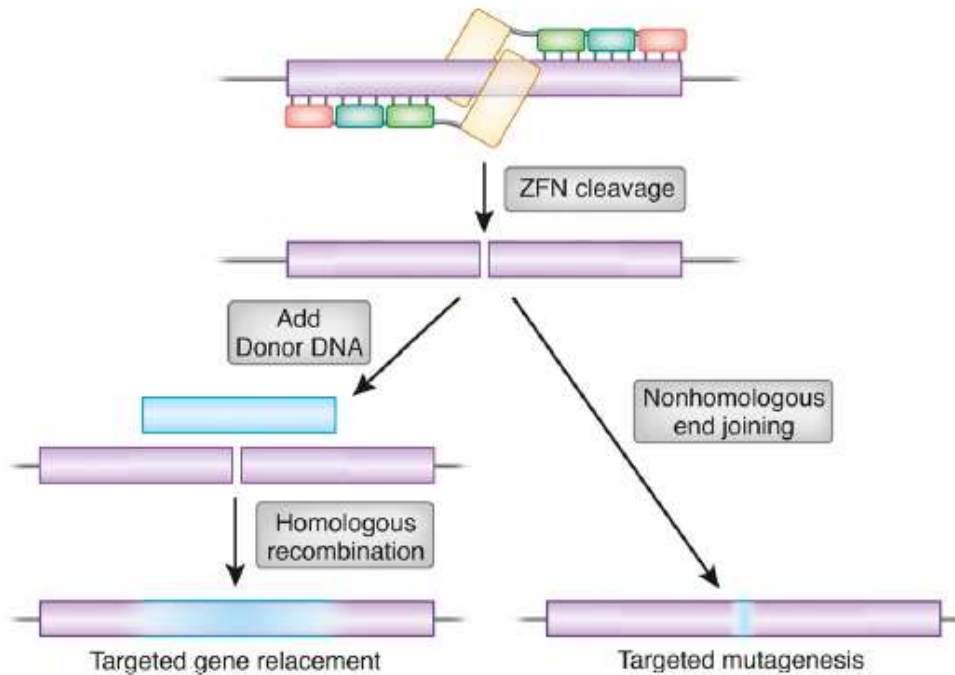 ZFN cleavage
Add
Donor DNA
Nonhomologous
end joining
Homologous
recombination
Targeted gene relacement
Targeted mutagenesis